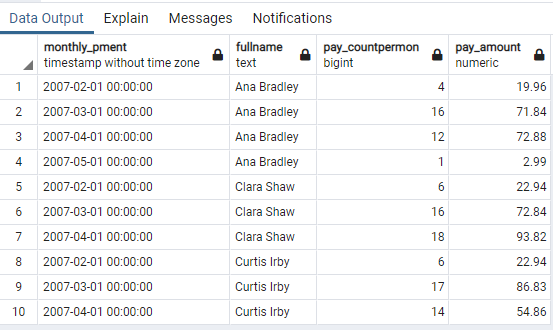 Data Output Explain Messages Notifications
monthly_pment fullname pay_countpermon pay_amount
timestamp without time zone text bigint numeric
1 2007-02-01 00:00:00 Ana Bradley 4 19.96
2 2007-03-01 00:00:00 Ana Bradley 16 71.84
3 2007-04-01 00:00:00 Ana Bradley 12 72.88
4 2007-05-01 00:00:00 Ana Bradley 1 2.99
5 2007-02-01 00:00:00 Clara Shaw 6 22.94
6 2007-03-01 00:00:00 Clara Shaw 16 72.84
7 2007-04-01 00:00:00 Clara Shaw 18 93.82
8 2007-02-01 00:00:00 Curtis Irby 6 22.94
9 2007-03-01 00:00:00 Curtis Irby 17 86.83
10 2007-04-01 00:00:00 Curtis Irby 14 54.86